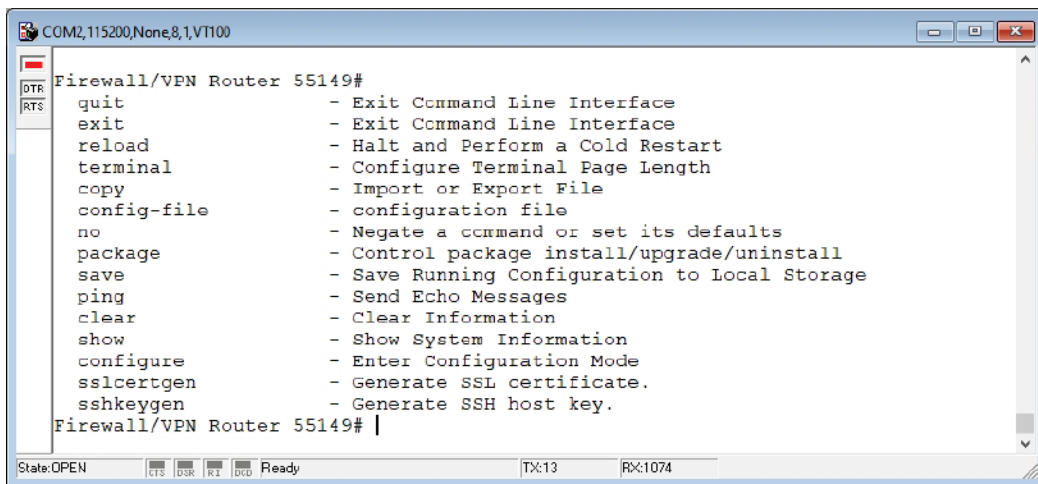 COM2,115200,None,8,1,VT100
DTR
RTS
Firewall/VPN Router 55149#
quit - Exit Command Line Interface
exit - Exit Command Line Interface
reload - Halt and Perform a Cold Restart
terminal - Configure Terminal Page Length
copy - Import or Export File
config-file - configuration file
no - Negate a command or set its defaults
package - Control package install/upgrade/uninstall
save - Save Running Configuration to Local Storage
ping - Send Echo Messages
clear - Clear Information
show - Show System Information
configure - Enter Configuration Mode
sslcertgen - Generate SSL certificate.
sshkeygen - Generate SSH host key.
Firewall/VPN Router 55149#
State:OPEN CTS DSR RI DCD Ready TX:13 RX:1074